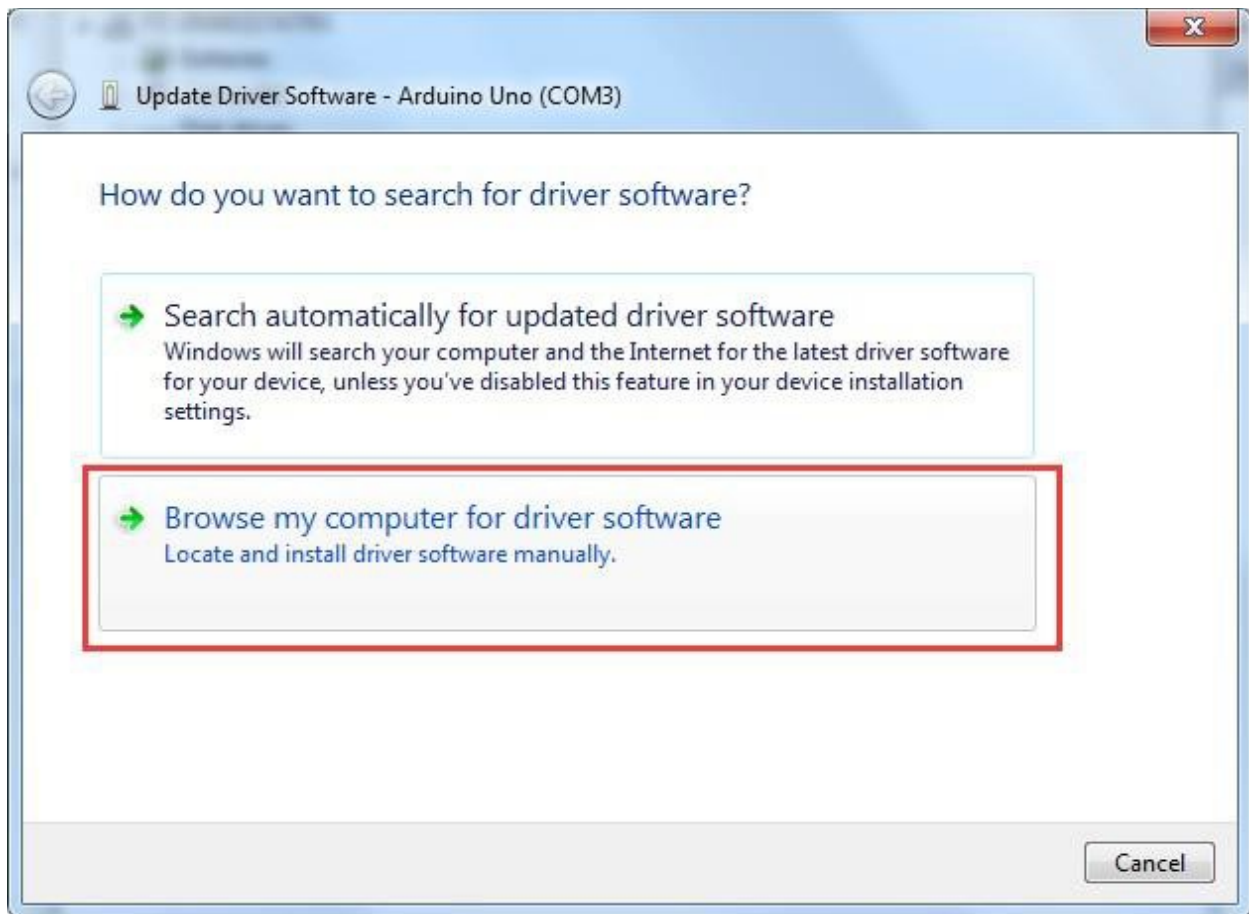 Update Driver Software - Arduino Uno (COM3)
How do you want to search for driver software?
Search automatically for updated driver software
Windows will search your computer and the Internet for the latest driver software
for your device, unless you've disabled this feature in your device installation
settings.
Browse my computer for driver software
Locate and install driver software manually.
Cancel